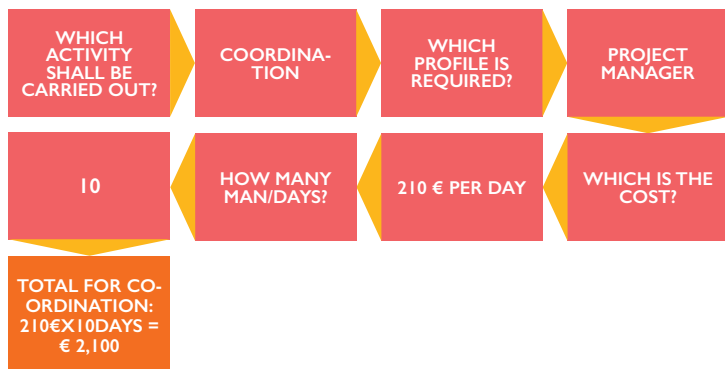 WHICH
ACTIVITY
SHALL BE
CARRIED OUT?
COORDINA-
TION
WHICH
PROFILE IS
REQUIRED?
PROJECT
MANAGER
WHICH IS THE
COST?
210 € PER DAY
HOW MANY
MAN/DAYS?
10
TOTAL FOR CO-
ORDINATION:
210€X10DAYS =
€ 2,100